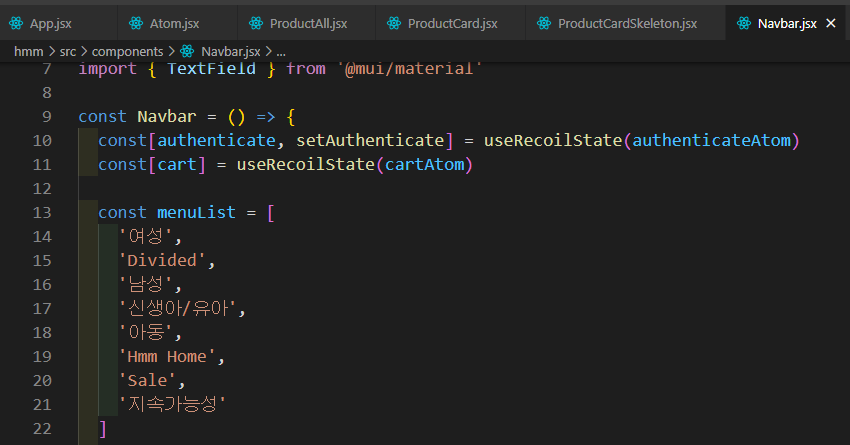 App.jsx Atom.jsx ProductAll.jsx ProductCard.jsx ProductCardSkeleton.jsx Navbar.jsx ×
hmm > src > components > Navbar.jsx > ...
7 import { TextField } from '@mui/material'
8
9 const Navbar = () => {
10 const[authenticate, setAuthenticate] = useRecoilState(authenticateAtom)
11 const[cart] = useRecoilState(cartAtom)
12
13 const menuList = [
14 '여성',
15 'Divided',
16 '남성',
17 '신생아/유아',
18 '아동',
19 'Hmm Home',
20 'Sale',
21 '지속가능성'
22 ]